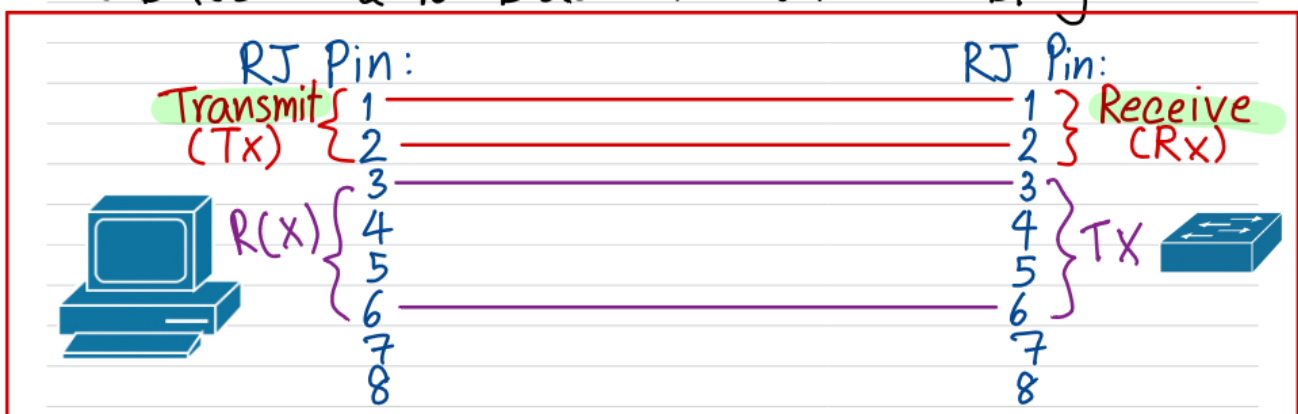 RJ Pin: RJ Pin:
Transmit 1 1 Receive
(Tx) 2 2 (Rx)
3 3
R(x) 4 4 TX
5 5
6 6
7 7
8 8